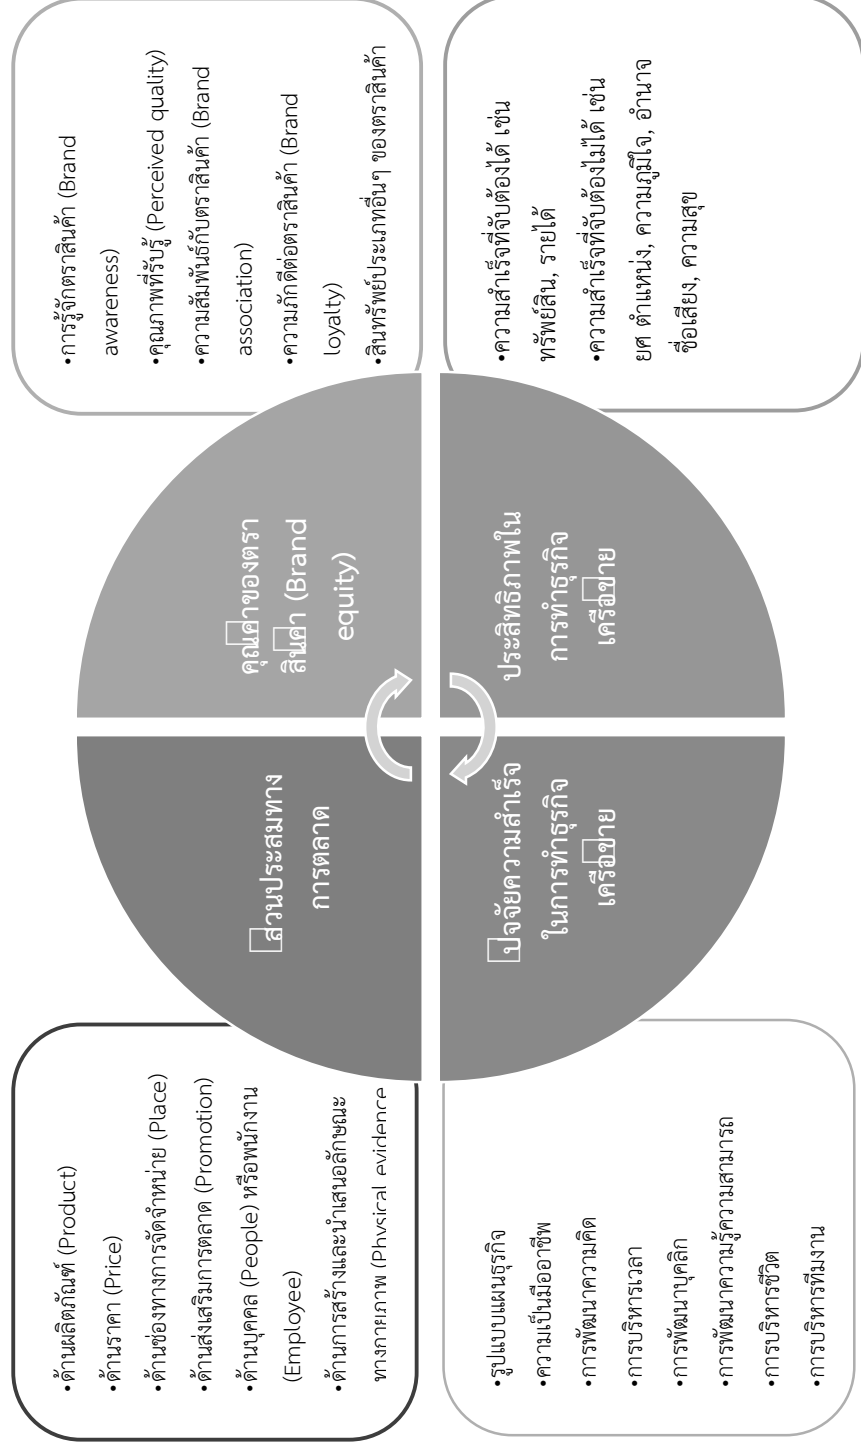 •ด้านผลิตภัณฑ์ (Product)
•ด้านราคา (Price)
•ด้านช่องทางการจัดจำหน่าย (Place)
•ด้านส่งเสริมการตลาด (Promotion)
•ด้านบุคคล (People) หรือพนักงาน
(Employee)
•ด้านการสร้างและนำเสนอลักษณะ
ทางกายภาพ (Physical evidence
ส่วนประสมทาง
การตลาด
คุณค่าของตรา
สินค้า (Brand
equity)
•การรู้จักตราสินค้า (Brand
awareness)
•คุณภาพที่รับรู้ (Perceived quality)
•ความสัมพันธ์กับตราสินค้า (Brand
association)
•ความภักดีต่อตราสินค้า (Brand
loyalty)
•สินทรัพย์ประเภทอื่นๆ ของตราสินค้า
•รูปแบบแผนธุรกิจ
•ความเป็นมืออาชีพ
•การพัฒนาความคิด
•การบริหารเวลา
•การพัฒนาบุคลิก
•การพัฒนาความรู้ความสามารถ
•การบริหารชีวิต
•การบริหารทีมงาน
ปัจจัยความสำเร็จ
ในการทำธุรกิจ
เครือข่าย
ประสิทธิภาพใน
การทำธุรกิจ
เครือข่าย
•ความสำเร็จที่จับต้องได้ เช่น
ทรัพย์สิน, รายได้
•ความสำเร็จที่จับต้องไม่ได้ เช่น
ยศ ตำแหน่ง, ความภูมิใจ, อำนาจ
ชื่อเสียง, ความสุข